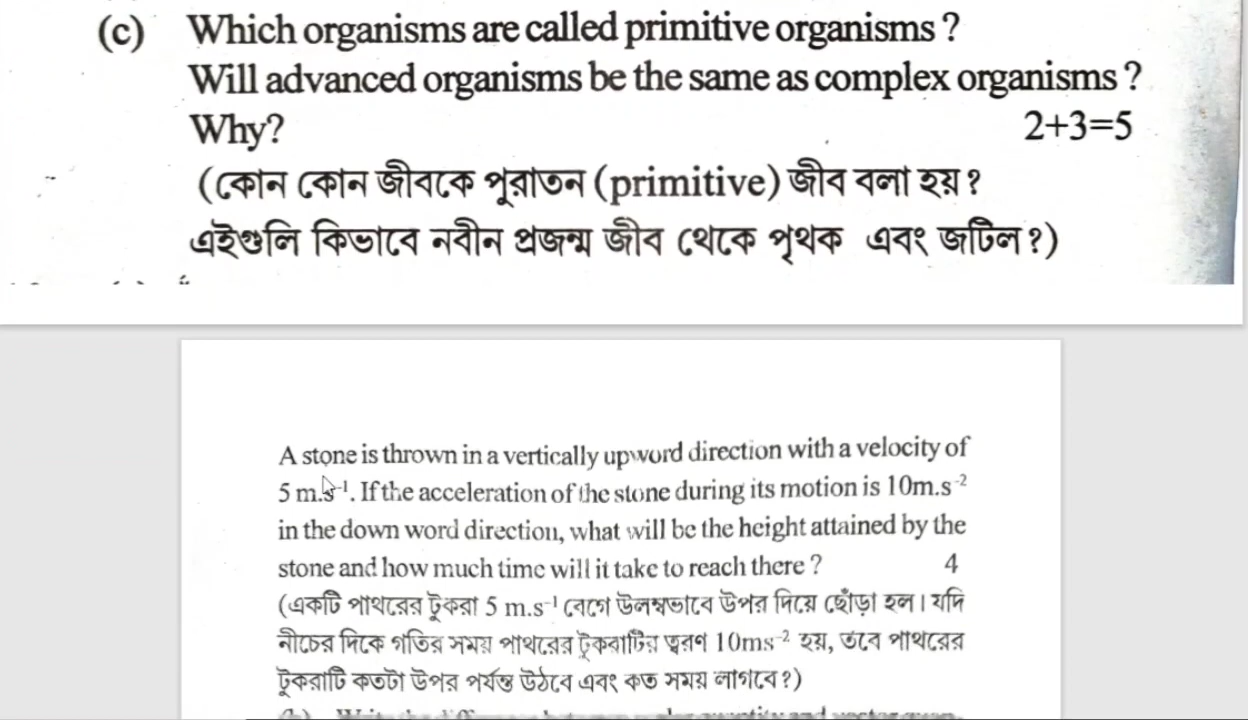 (c) Which organisms are called primitive organisms ?
Will advanced organisms be the same as complex organisms ?
Why? 2+3=5
(কোন কোন জীবকে পুরাতন (primitive) জীব বলা হয় ?
এইগুলি কিভাবে নবীন প্রজন্ম জীব থেকে পৃথক এবং জটিল ?)
A stone is thrown in a vertically upword direction with a velocity of
5 m.s⁻¹. If the acceleration of the stone during its motion is 10m.s⁻²
in the down word direction, what will be the height attained by the
stone and how much time will it take to reach there ? 4
(একটি পাথরের টুকরা 5 m.s⁻¹ বেগে উলম্বভাবে উপর দিয়ে ছোঁড়া হল। যদি
নীচের দিকে গতির সময় পাথরের টুকরাটির ত্বরণ 10ms⁻² হয়, তবে পাথরের
টুকরাটি কতটা উপর পর্যন্ত উঠবে এবং কত সময় লাগবে ?)